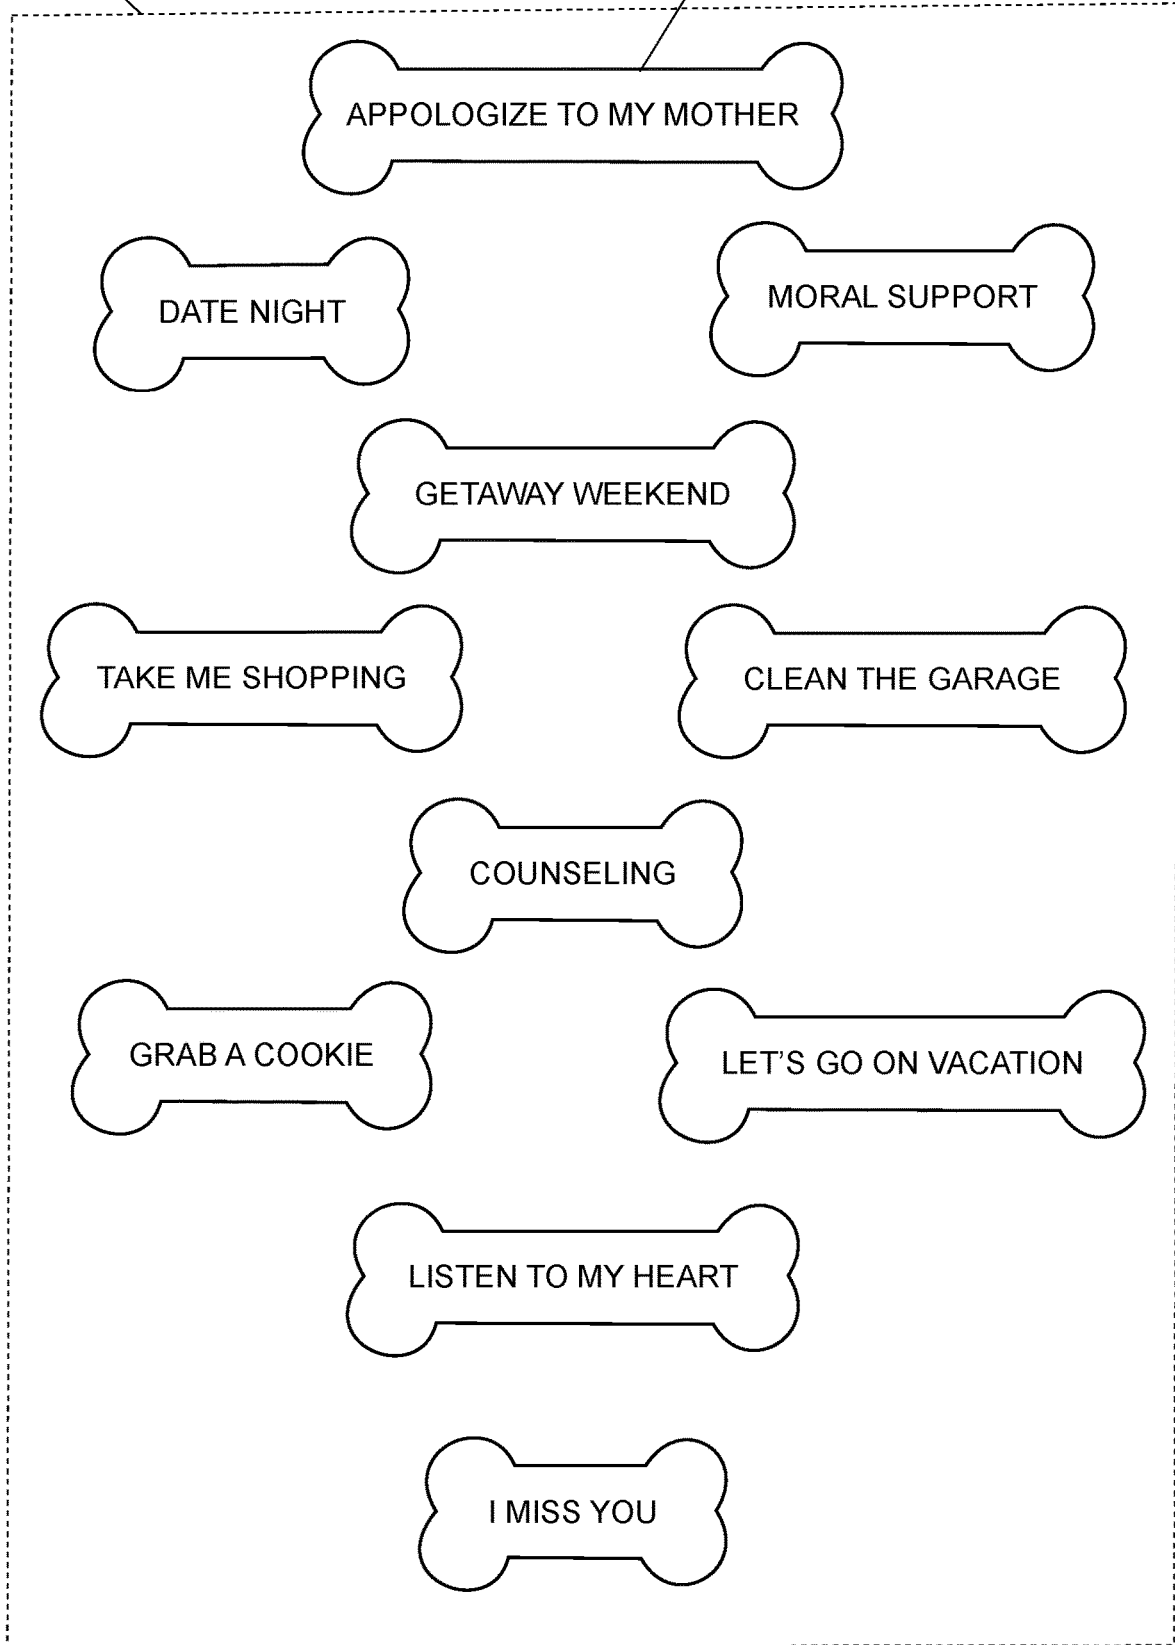 APPOLOGIZE TO MY MOTHER
DATE NIGHT
MORAL SUPPORT
GETAWAY WEEKEND
TAKE ME SHOPPING
CLEAN THE GARAGE
COUNSELING
GRAB A COOKIE
LET'S GO ON VACATION
LISTEN TO MY HEART
I MISS YOU